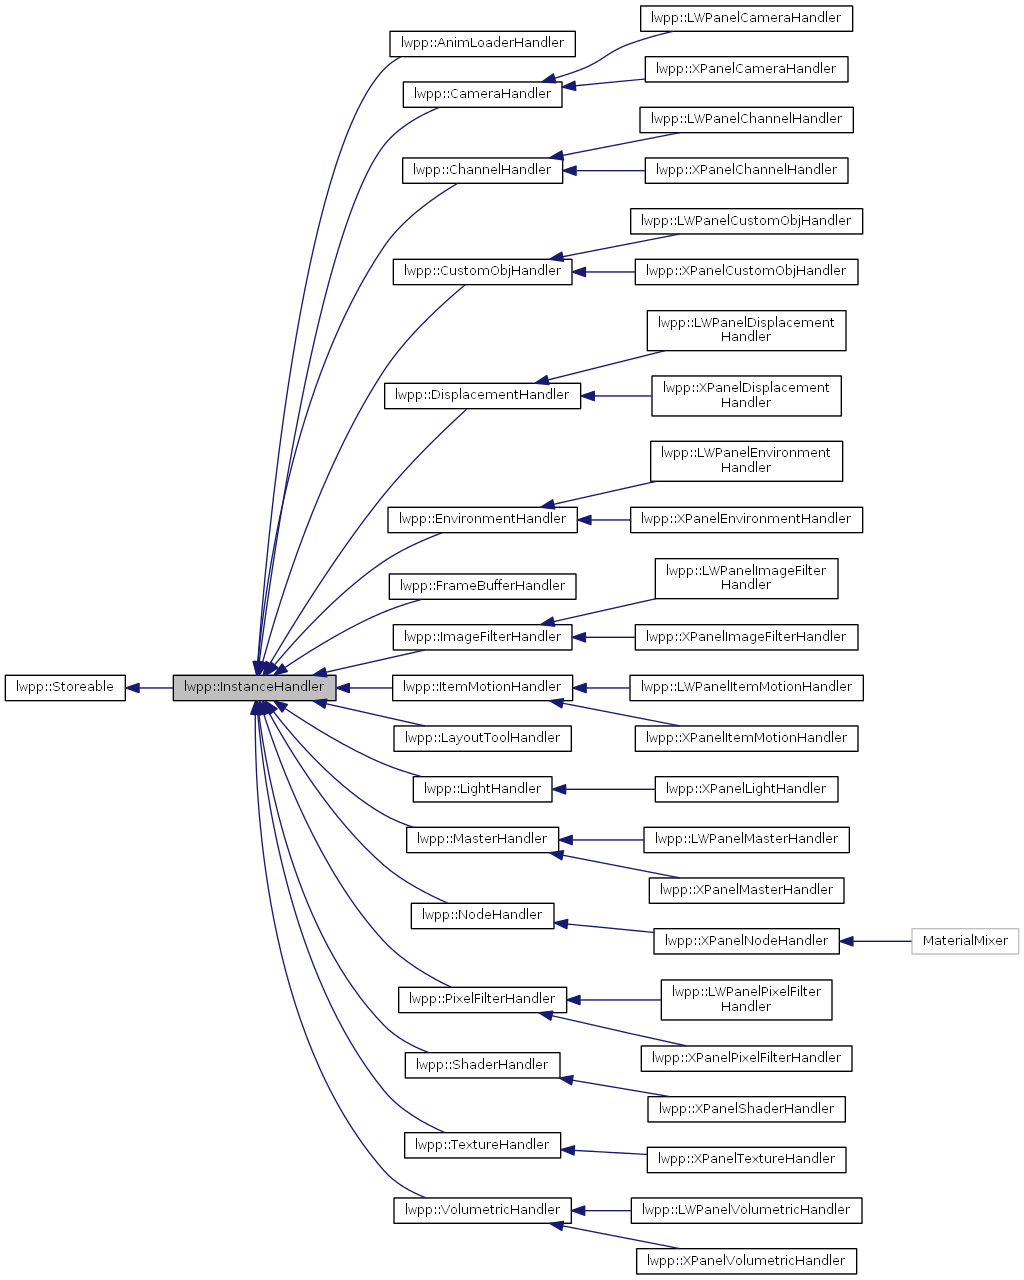 lwpp::LWPanelCameraHandler
lwpp::AnimLoaderHandler
lwpp::XPanelCameraHandler
lwpp::CameraHandler
lwpp::LWPanelChannelHandler
lwpp::ChannelHandler
lwpp::XPanelChannelHandler
lwpp::LWPanelCustomObjHandler
lwpp::CustomObjHandler
lwpp::XPanelCustomObjHandler
lwpp::LWPanelDisplacement
Handler
lwpp::DisplacementHandler
lwpp::XPanelDisplacement
Handler
lwpp::LWPanelEnvironment
Handler
lwpp::EnvironmentHandler
lwpp::XPanelEnvironmentHandler
lwpp::LWPanelImageFilter
Handler
lwpp::FrameBufferHandler
lwpp::ImageFilterHandler
lwpp::XPanelImageFilterHandler
lwpp::Storeable
lwpp::InstanceHandler
lwpp::ItemMotionHandler
lwpp::LWPanelItemMotionHandler
lwpp::LayoutToolHandler
lwpp::XPanelItemMotionHandler
lwpp::LightHandler
lwpp::XPanelLightHandler
lwpp::MasterHandler
lwpp::LWPanelMasterHandler
lwpp::XPanelMasterHandler
lwpp::NodeHandler
lwpp::XPanelNodeHandler
MaterialMixer
lwpp::PixelFilterHandler
lwpp::LWPanelPixelFilter
Handler
lwpp::XPanelPixelFilterHandler
lwpp::ShaderHandler
lwpp::XPanelShaderHandler
lwpp::TextureHandler
lwpp::XPanelTextureHandler
lwpp::VolumetricHandler
lwpp::LWPanelVolumetricHandler
lwpp::XPanelVolumetricHandler